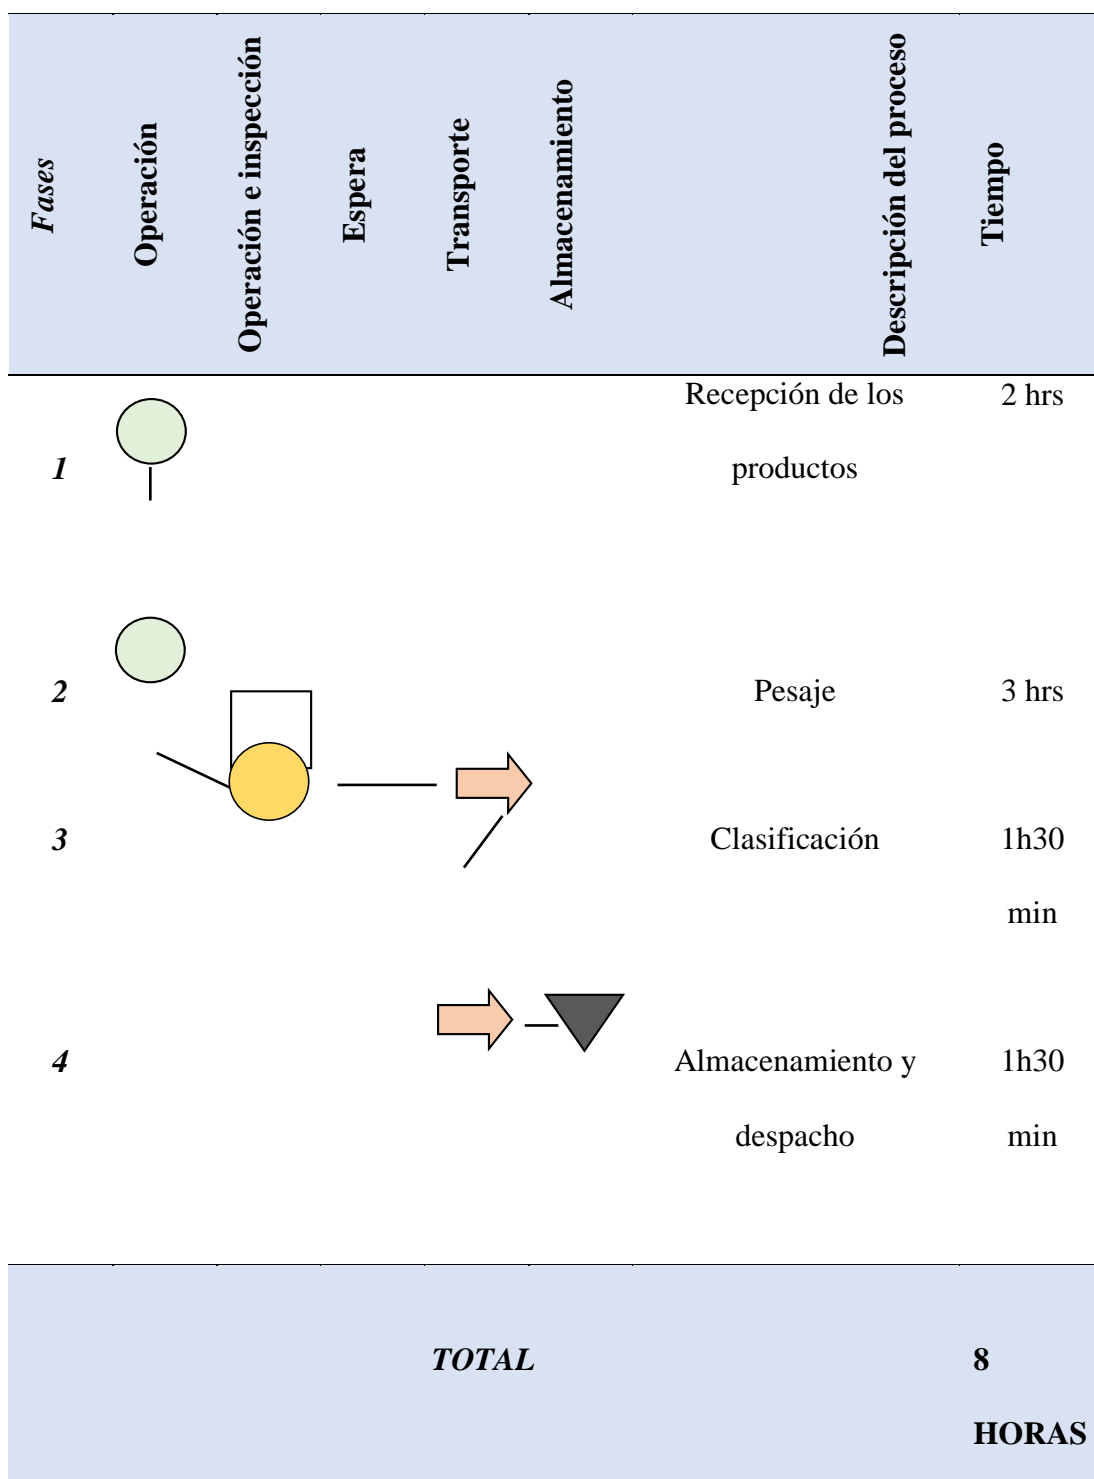 Fases
Operación
Operación e inspección
Espera
Transporte
Almacenamiento
Descripción del proceso
Tiempo
1
Recepción de los
productos
2 hrs
2
Pesaje
3 hrs
3
Clasificación
1h30
min
4
Almacenamiento y
despacho
1h30
min
TOTAL
8
HORAS